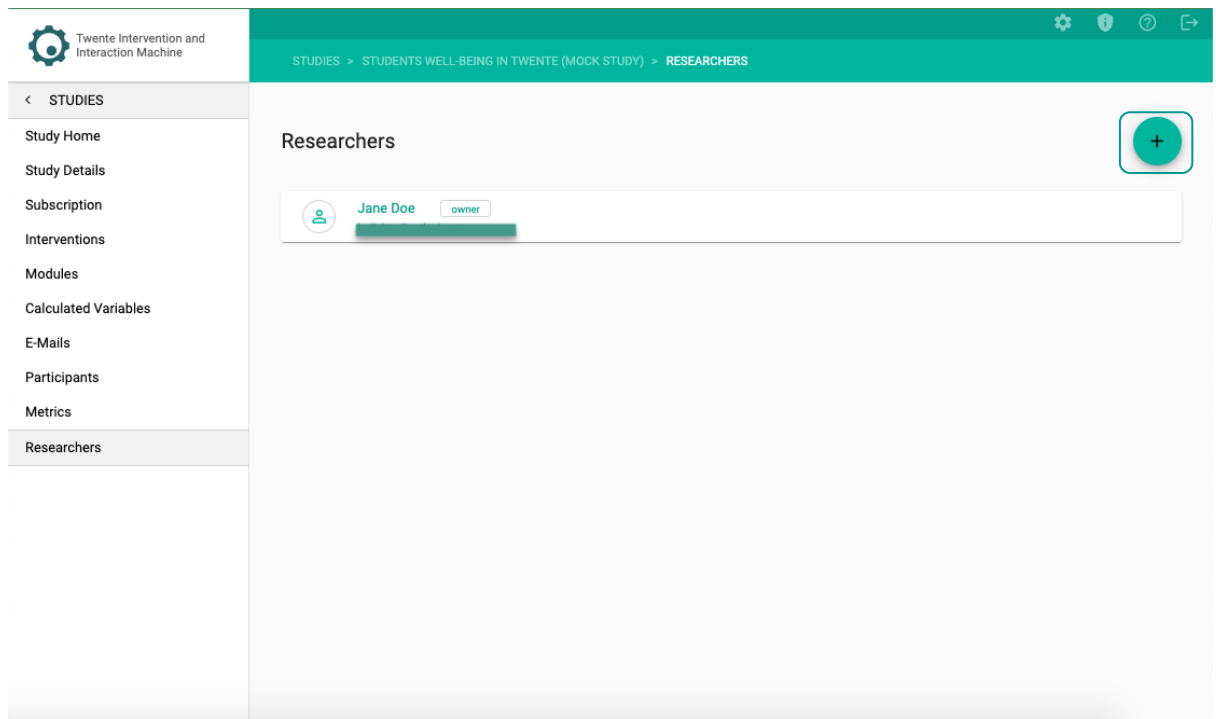 Twente Intervention and
Interaction Machine
STUDIES > STUDENTS WELL-BEING IN TWENTE (MOCK STUDY) > RESEARCHERS
< STUDIES
Study Home
Study Details
Subscription
Interventions
Modules
Calculated Variables
E-Mails
Participants
Metrics
Researchers
Researchers
+
Jane Doe owner